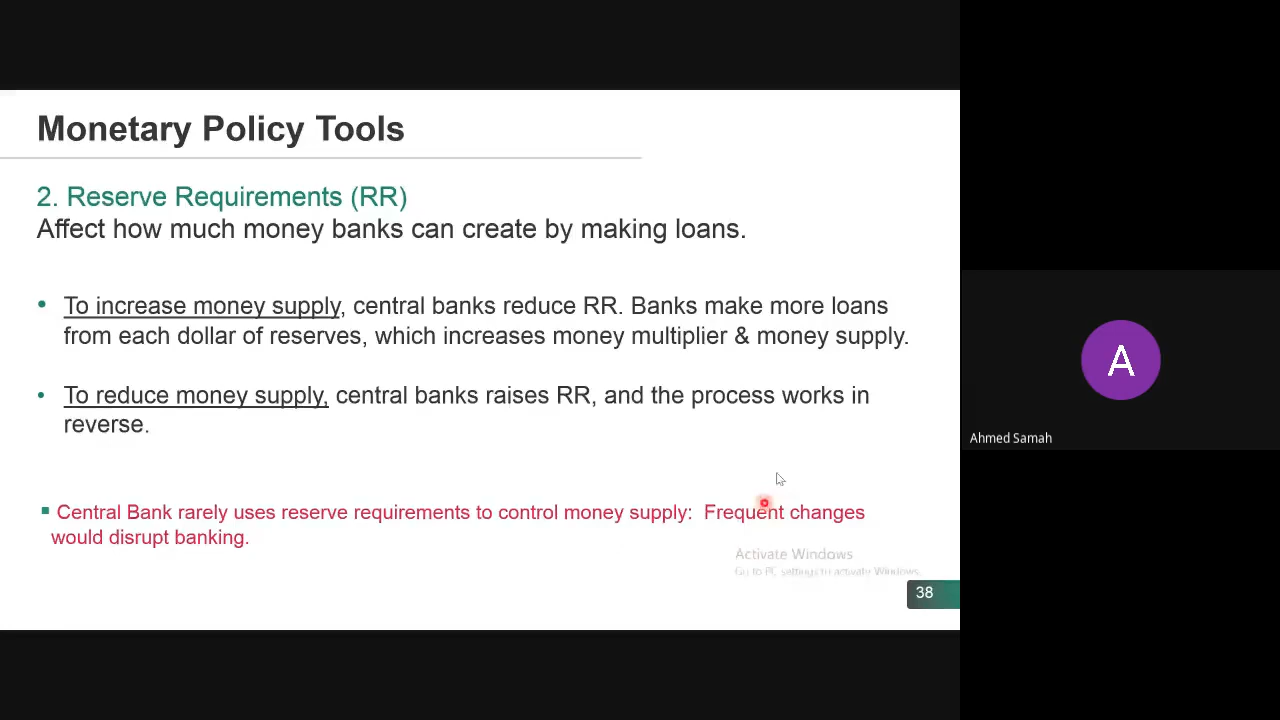 Monetary Policy Tools
2. Reserve Requirements (RR)
Affect how much money banks can create by making loans.
• To increase money supply, central banks reduce RR. Banks make more loans
from each dollar of reserves, which increases money multiplier & money supply.
• To reduce money supply, central banks raises RR, and the process works in
reverse.
▪ Central Bank rarely uses reserve requirements to control money supply: Frequent changes
would disrupt banking.
Activate Windows
Go to PC settings to activate Windows.
38
A
Ahmed Samah